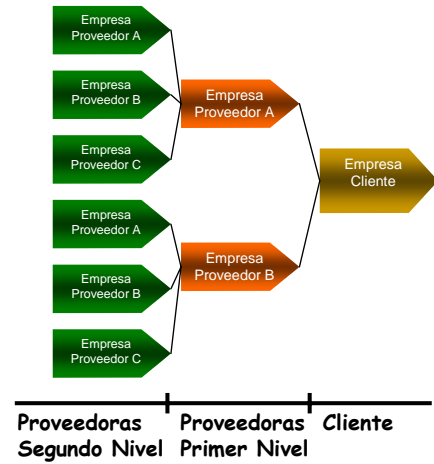 Empresa
Proveedor A
Empresa
Proveedor B
Empresa
Proveedor C
Empresa
Proveedor A
Empresa
Proveedor B
Empresa
Proveedor C
Empresa
Proveedor A
Empresa
Proveedor B
Empresa
Cliente
Proveedoras
Segundo Nivel
Proveedoras
Primer Nivel
Cliente